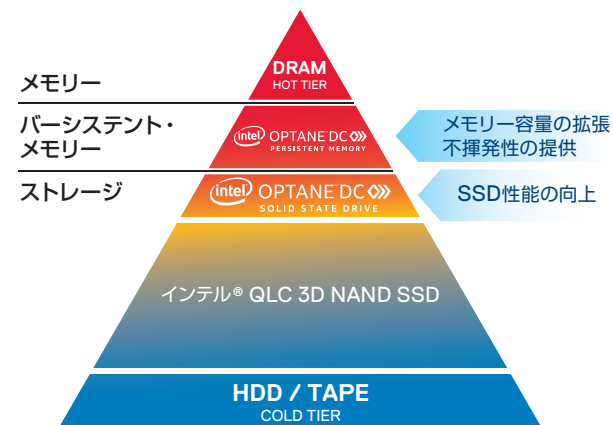 DRAM
HOT TIER
メモリー
バーシステント・
メモリー
intel OPTANE DC
PERSISTENT MEMORY
メモリー容量の拡張
不揮発性の提供
ストレージ
intel OPTANE DC
SOLID STATE DRIVE
SSD性能の向上
インテル® QLC 3D NAND SSD
HDD / TAPE
COLD TIER